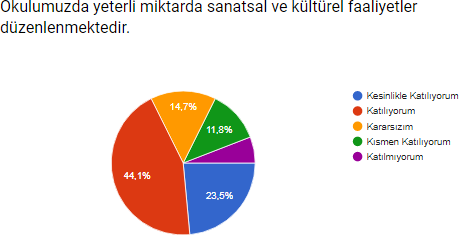 Okulumuzda yeterli miktarda sanatsal ve kültürel faaliyetler
düzenlenmektedir.
Kesinlikle Katılıyorum
Katılıyorum
Kararsızım
Kısmen Katılıyorum
Katılmıyorum
14,7%
11,8%
44,1%
23,5%